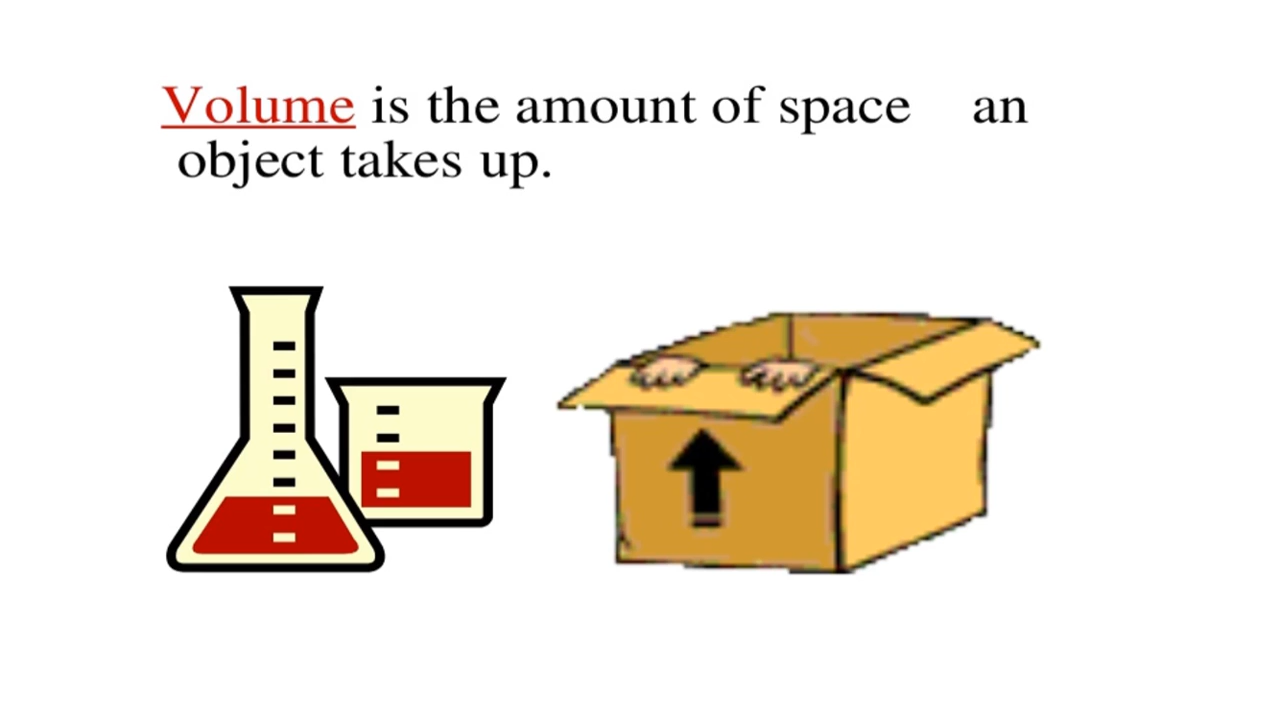 Volume is the amount of space an
object takes up.